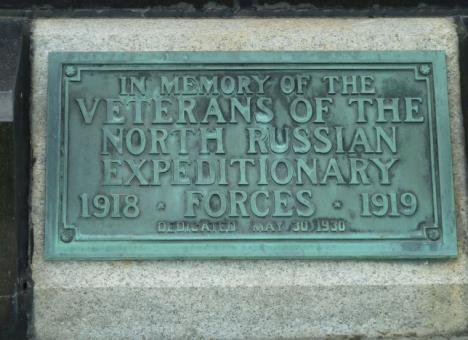 IN MEMORY OF THE
VETERANS OF THE
NORTH RUSSIAN
EXPEDITIONARY
1918 * FORCES * 1919
DEDICATED MAY 30 1930